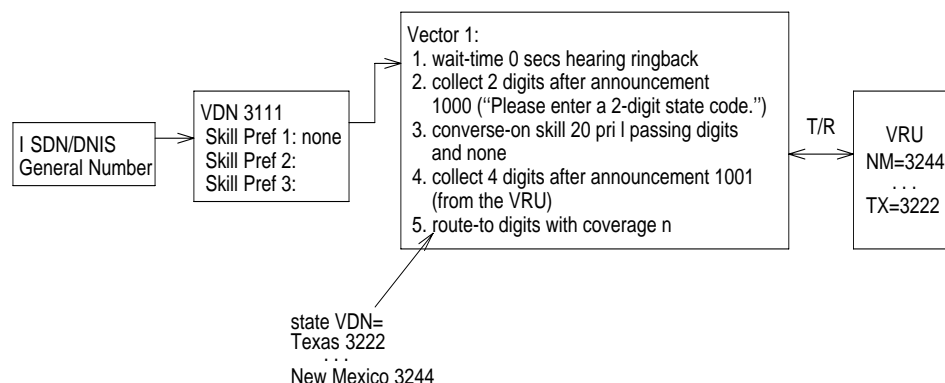 I SDN/DNIS
General Number
VDN 3111
Skill Pref 1: none
Skill Pref 2:
Skill Pref 3:
Vector 1:
1. wait-time 0 secs hearing ringback
2. collect 2 digits after announcement
1000 (“Please enter a 2-digit state code.”)
3. converse-on skill 20 pri l passing digits
and none
4. collect 4 digits after announcement 1001
(from the VRU)
5. route-to digits with coverage n
T/R
VRU
NM=3244
. . .
TX=3222
state VDN=
Texas 3222
. . .
New Mexico 3244